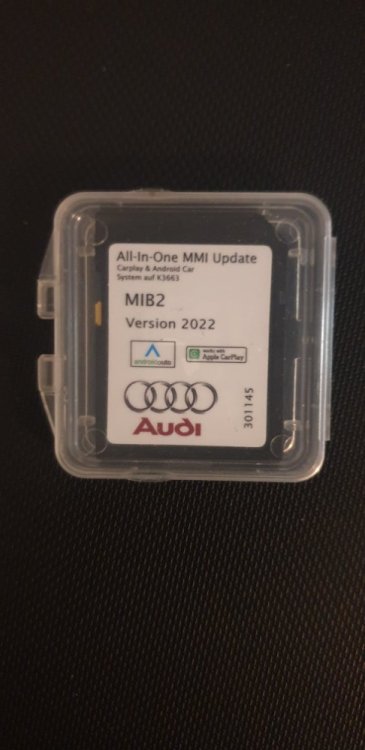 All-In-One MMI Update
Carplay & Android Car
System auf K3663
MIB2
Version 2022
androidauto
works with
Apple CarPlay
Audi
301145